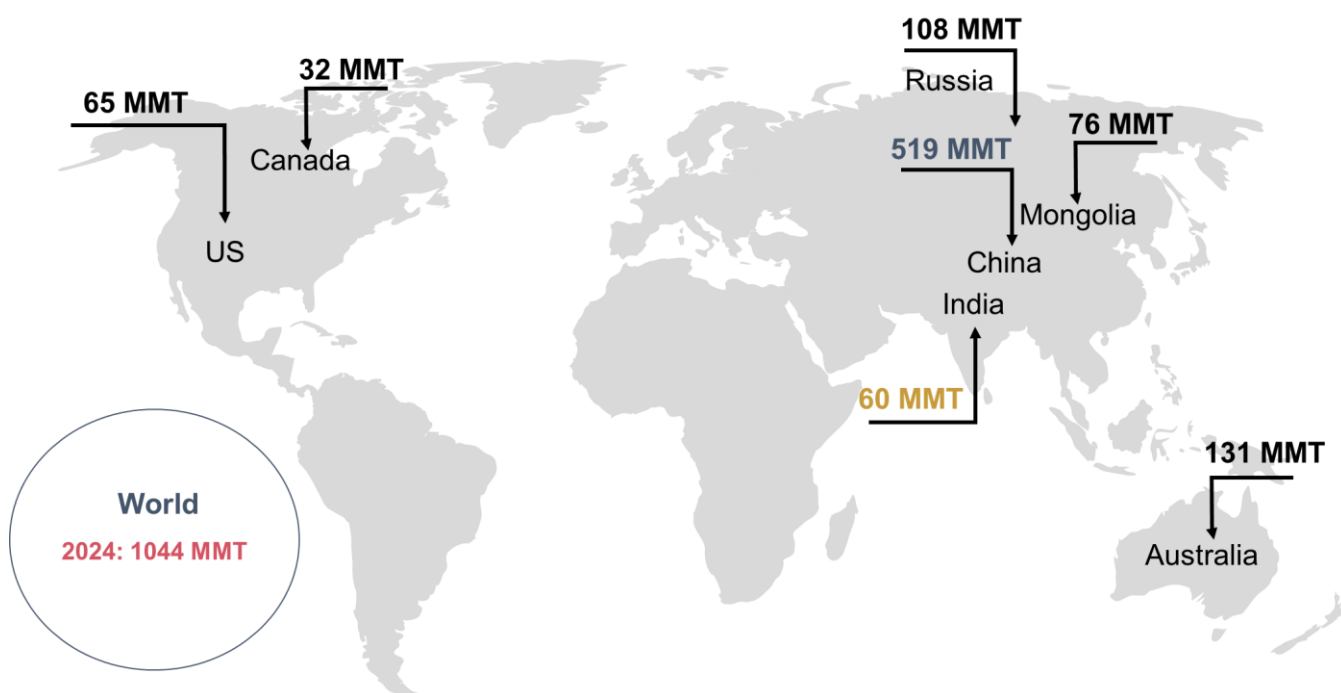 108 MMT
Russia
32 MMT
65 MMT
Canada
76 MMT
519 MMT
Mongolia
US
China
India
60 MMT
131 MMT
Australia
World
2024: 1044 MMT